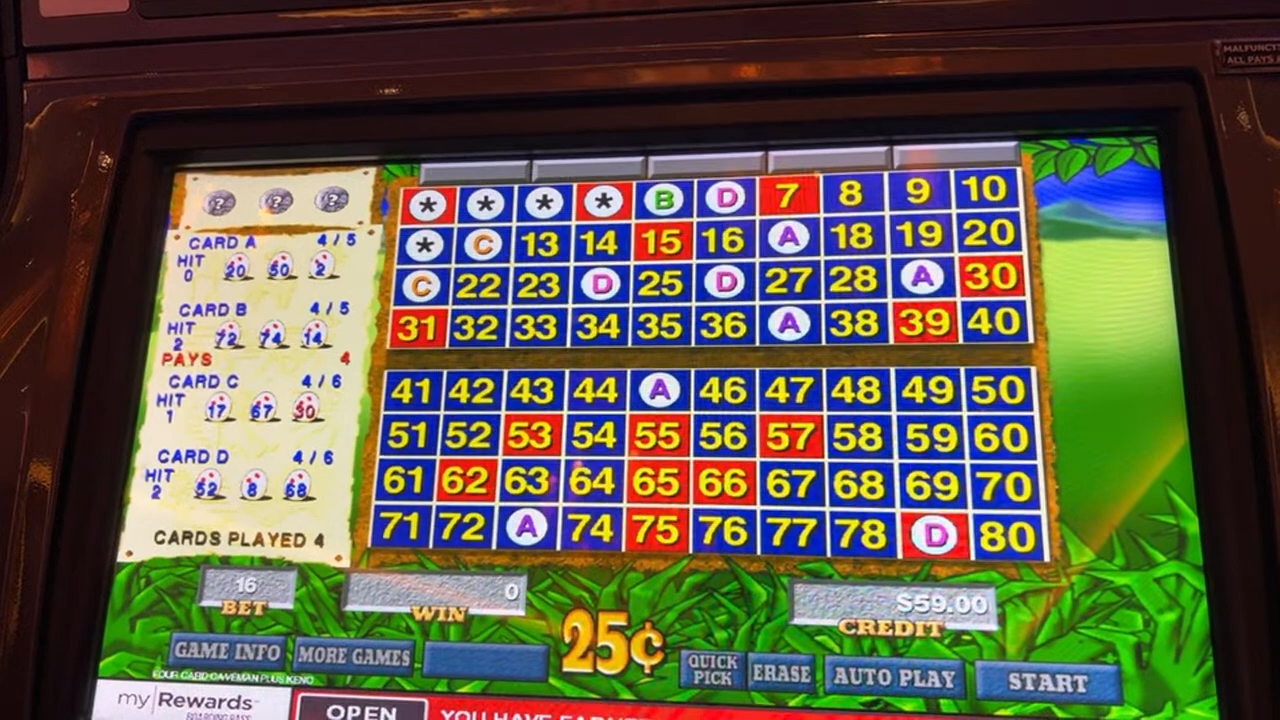 MALFUNCT
ALL PAYS A
? ? ?
CARD A 4/5
HIT 0 20 50 2
CARD B 4/5
HIT 2 72 74 14
PAYS 4
CARD C 4/6
HIT 1 17 67 30
CARD D 4/6
HIT 2 52 8 68
CARDS PLAYED 4
* * * * B D 7 8 9 10
* C 13 14 15 16 A 18 19 20
C 22 23 D 25 D 27 28 A 30
31 32 33 34 35 36 A 38 39 40
41 42 43 44 A 46 47 48 49 50
51 52 53 54 55 56 57 58 59 60
61 62 63 64 65 66 67 68 69 70
71 72 A 74 75 76 77 78 D 80
16
BET
0
WIN
25¢
$59.00
CREDIT
GAME INFO
MORE GAMES
QUICK PICK
ERASE
AUTO PLAY
START
FOUR CARD CAVEMAN PLUS KENO
my|Rewards
BOARDING PASS
OPEN
YOU HAVE EARNE